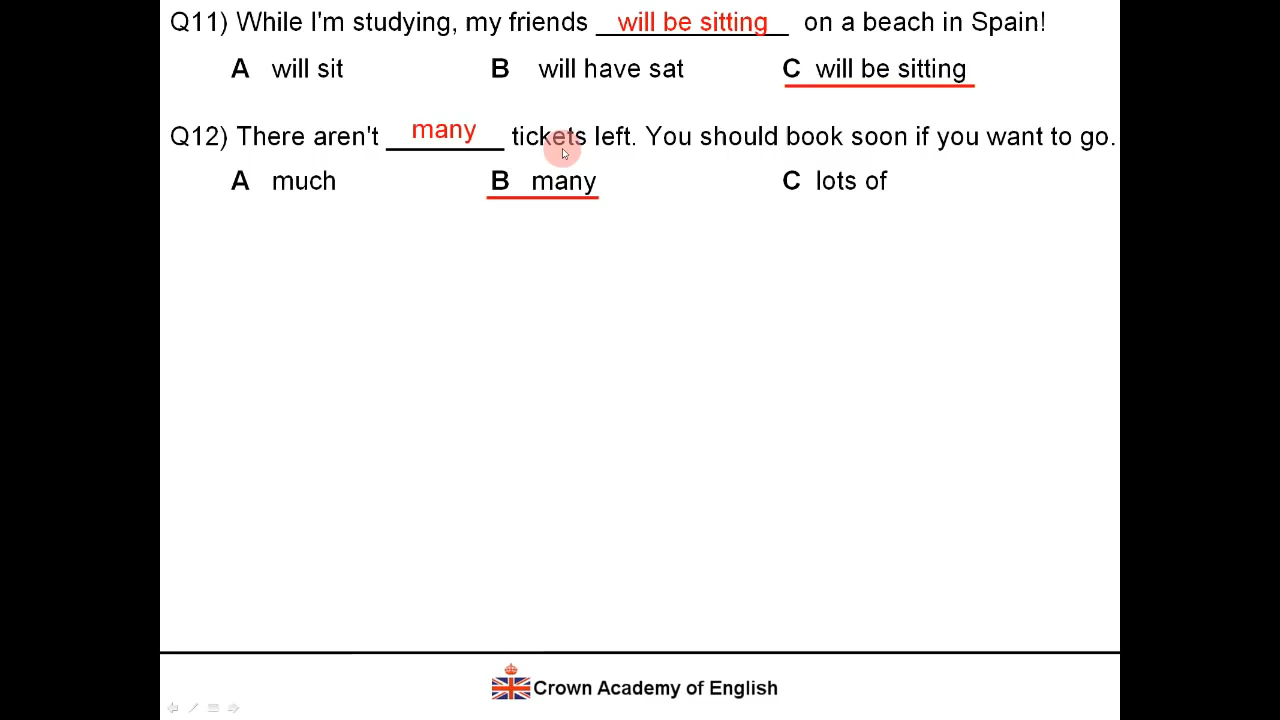 Q11) While I'm studying, my friends will be sitting on a beach in Spain!
A will sit B will have sat C will be sitting
Q12) There aren't many tickets left. You should book soon if you want to go.
A much B many C lots of
Crown Academy of English